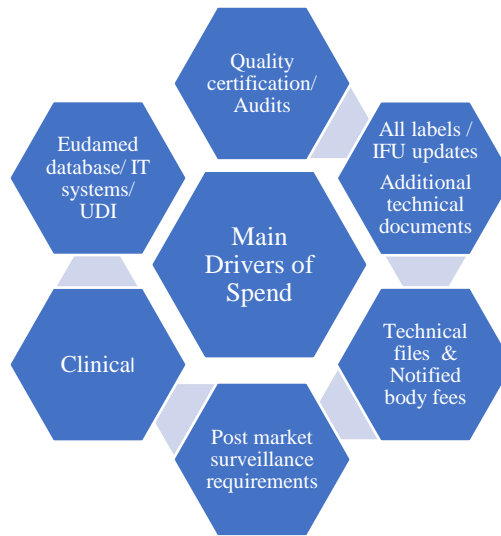 Quality
certification/
Audits
All labels /
IFU updates
Additional
technical
documents
Technical
files & 
Notified
body fees
Post market
surveillance
requirements
Clinical
Eudamed
database/ IT
systems/
UDI
Main
Drivers of
Spend